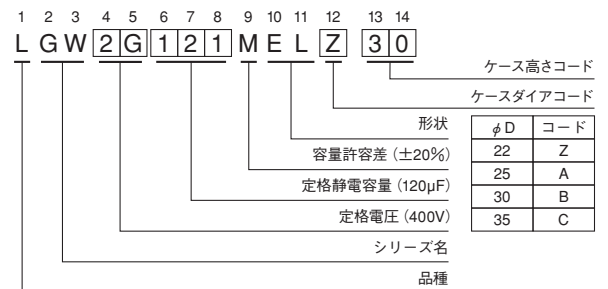 1 2 3 4 5 6 7 8 9 10 11 12 13 14
L G W 2 G 1 2 1 M E L Z 3 0
ケース高さコード
ケースダイアコード
形状
容量許容差 (±20%)
定格静電容量 (120µF)
定格電圧 (400V)
シリーズ名
品種
φD コード
22 Z
25 A
30 B
35 C